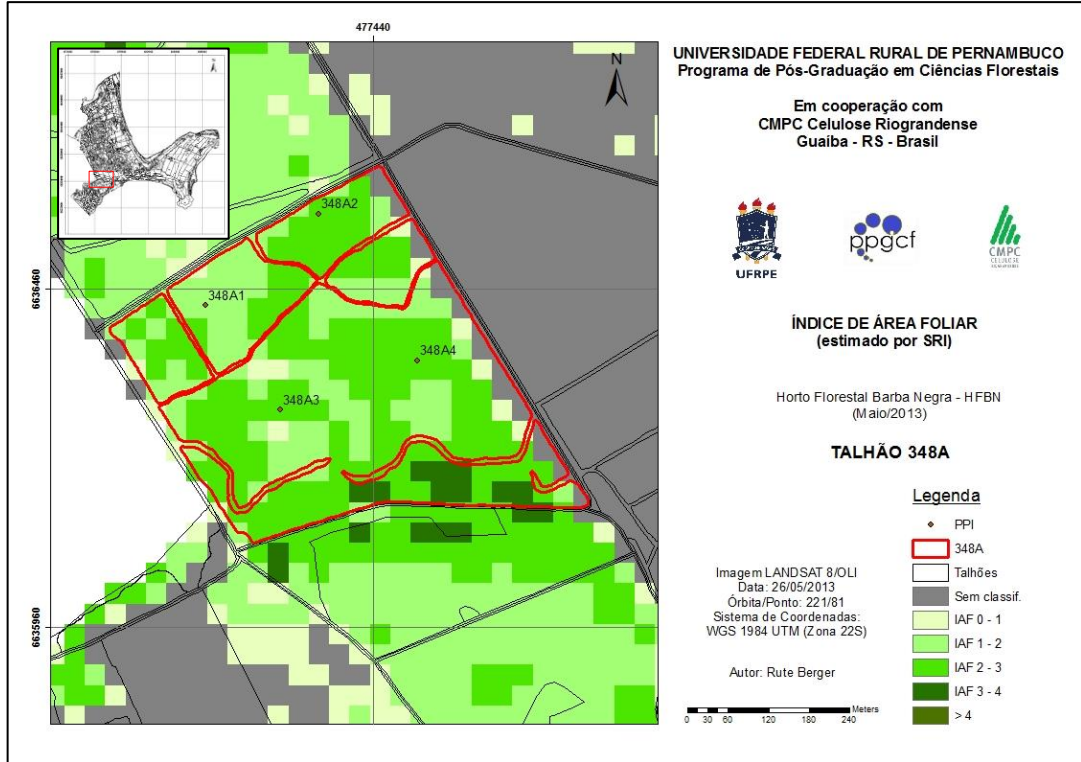 477440
N
UNIVERSIDADE FEDERAL RURAL DE PERNAMBUCO
Programa de Pós-Graduação em Ciências Florestais
Em cooperação com
CMPC Celulose Riograndense
Guaiba - RS - Brasil
UFRPE
ppgcf
CMPC
CELULOSE
348A2
6636460
348A1
348A4
348A3
6635960
ÍNDICE DE ÁREA FOLIAR
(estimado por SRI)
Horto Florestal Barba Negra - HFBN
(Maio/2013)
TALHÃO 348A
Legenda
PPI
348A
Talhões
Sem classif.
IAF 0 - 1
IAF 1 - 2
IAF 2 - 3
IAF 3 - 4
> 4
Imagem LANDSAT 8/OLI
Data: 26/05/2013
Órbita/Ponto: 221/81
Sistema de Coordenadas:
WGS 1984 UTM (Zona 22S)
Autor: Rute Berger
Meters
0 30 60 120 180 240